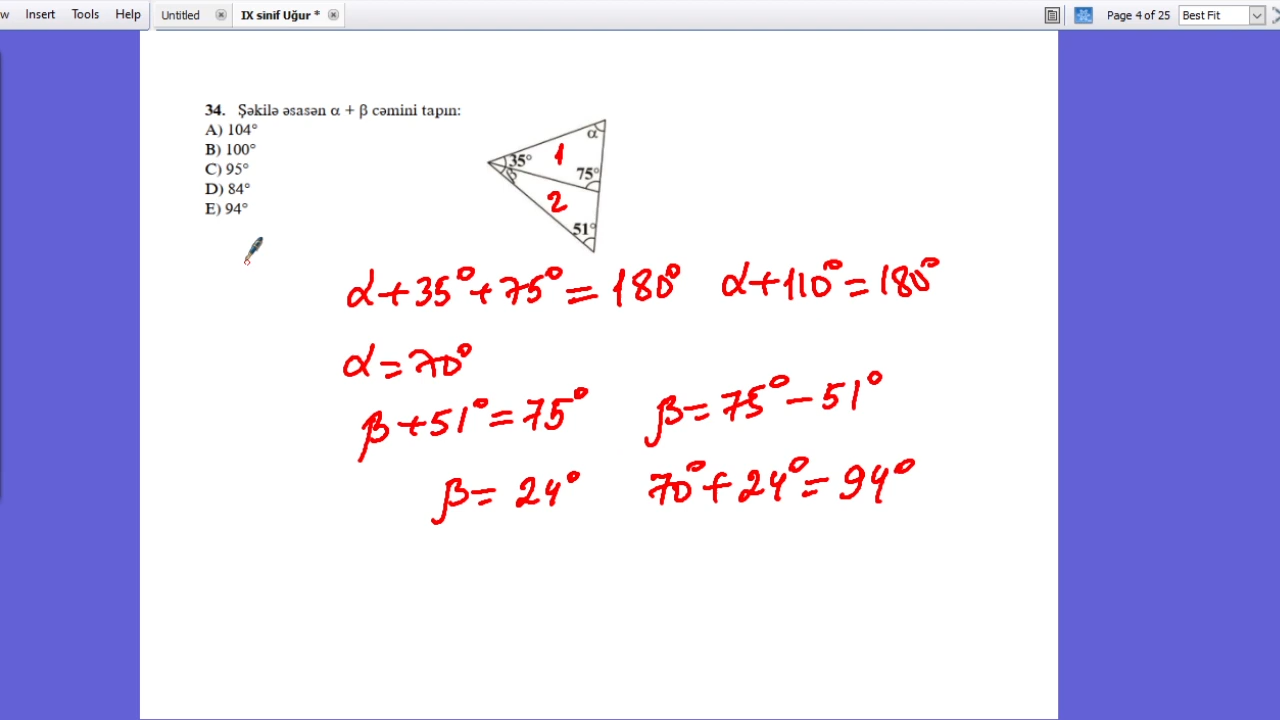 w Insert Tools Help Untitled IX sinif Uğur * Page 4 of 25 Best Fit
34. Şəkilə əsasən α + β cəmini tapın:
A) 104°
B) 100°
C) 95°
D) 84°
E) 94°
α
35° 1
β 75°
2
51°
α+35°+75°=180° α+110°=180°
α=70°
β+51°=75° β=75°-51°
β=24° 70°+24°=94°